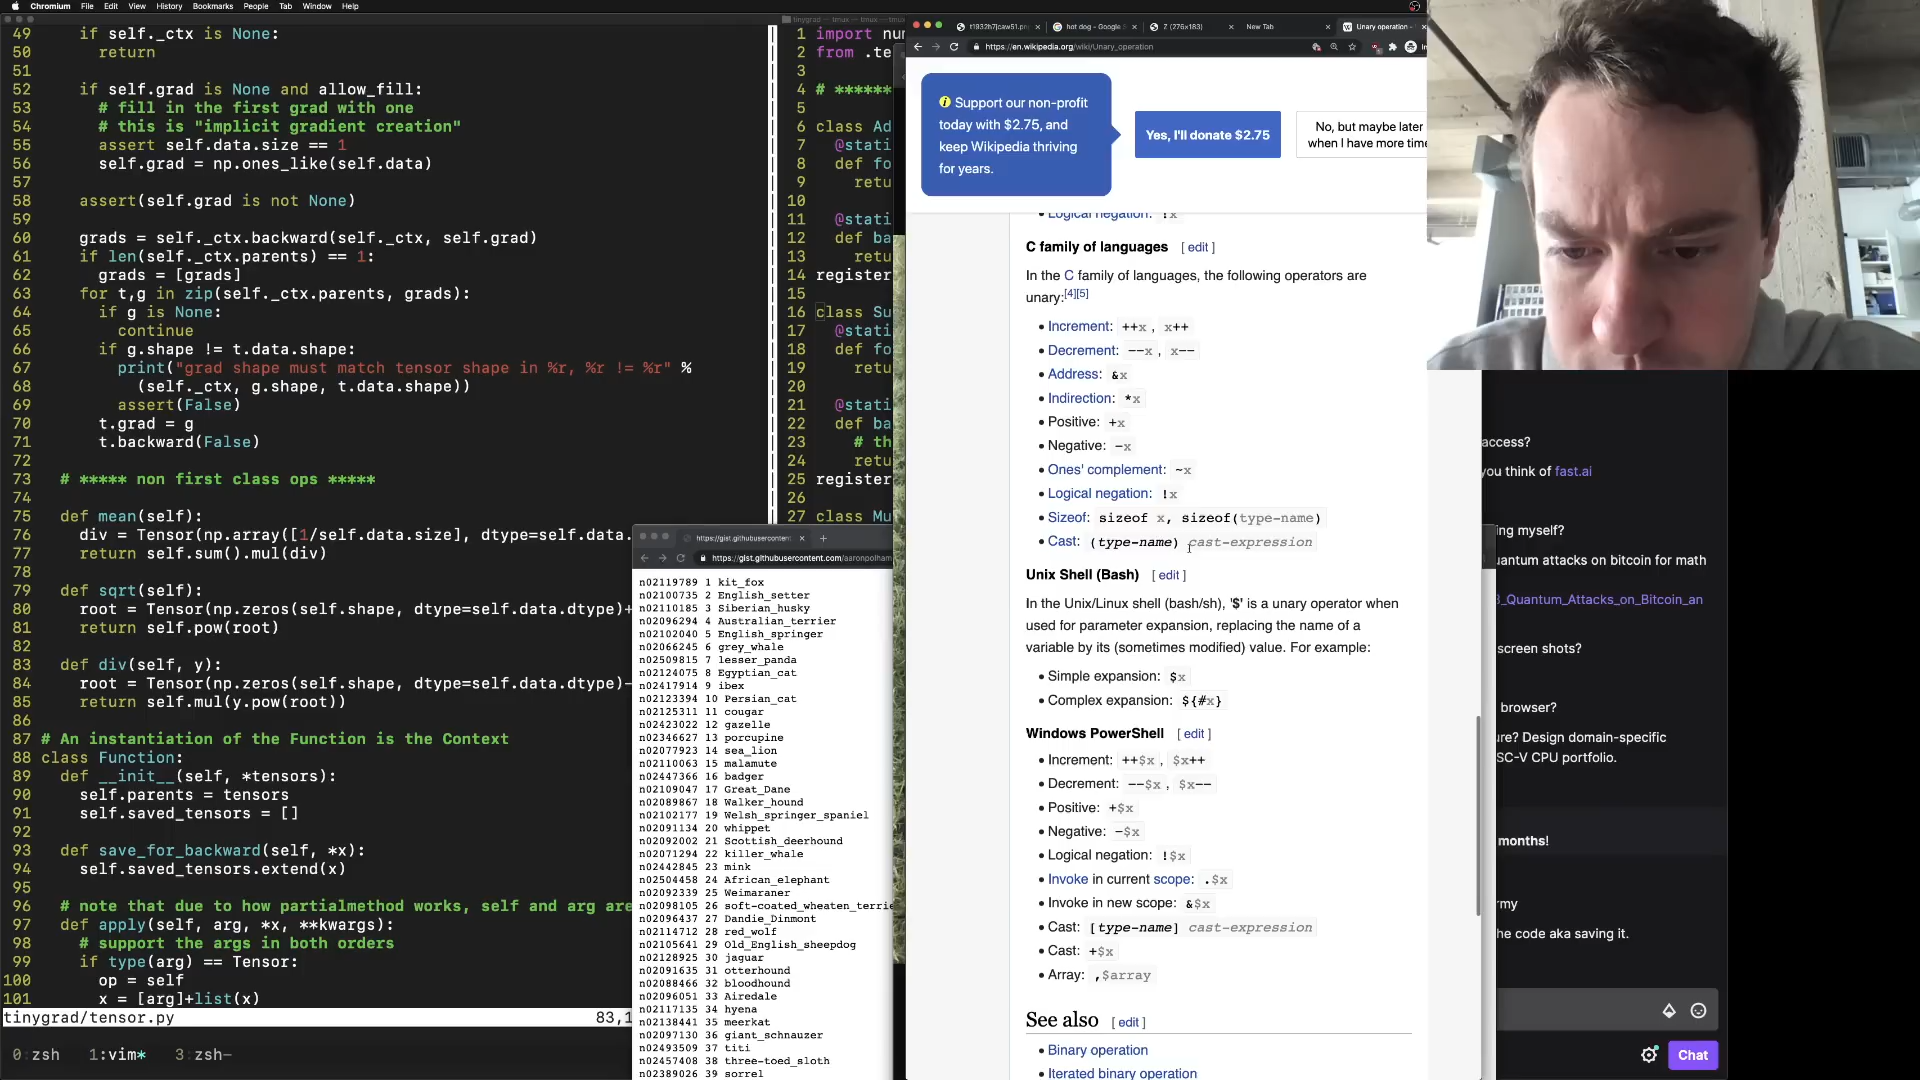 Chromium File Edit View History Bookmarks People Tab Window Help
49 if self._ctx is None:
50 return
51
52 if self.grad is None and allow_fill:
53 # fill in the first grad with one
54 # this is "implicit gradient creation"
55 assert self.data.size == 1
56 self.grad = np.ones_like(self.data)
57
58 assert(self.grad is not None)
59
60 grads = self._ctx.backward(self._ctx, self.grad)
61 if len(self._ctx.parents) == 1:
62 grads = [grads]
63 for t,g in zip(self._ctx.parents, grads):
64 if g is None:
65 continue
66 if g.shape != t.data.shape:
67 print("grad shape must match tensor shape in %r, %r != %r" %
68 (self._ctx, g.shape, t.data.shape))
69 assert(False)
70 t.grad = g
71 t.backward(False)
72
73 # ***** non first class ops *****
74
75 def mean(self):
76 div = Tensor(np.array([1/self.data.size], dtype=self.data.
77 return self.sum().mul(div)
78
79 def sqrt(self):
80 root = Tensor(np.zeros(self.shape, dtype=self.data.dtype)+
81 return self.pow(root)
82
83 def div(self, y):
84 root = Tensor(np.zeros(self.shape, dtype=self.data.dtype)-
85 return self.mul(y.pow(root))
86
87 # An instantiation of the Function is the Context
88 class Function:
89 def __init__(self, *tensors):
90 self.parents = tensors
91 self.saved_tensors = []
92
93 def save_for_backward(self, *x):
94 self.saved_tensors.extend(x)
95
96 # note that due to how partialmethod works, self and arg are
97 def apply(self, arg, *x, **kwargs):
98 # support the args in both orders
99 if type(arg) == Tensor:
100 op = self
101 x = [arg]+list(x)
tinygrad/tensor.py 83,1
0 zsh 1:vim* 3 zsh-
1 import num
2 from .te
3
4 # ******
5
6 class Ad
7 @stati
8 def fo
9 retu
10
11 @stati
12 def ba
13 retu
14 register
15
16 class Su
17 @stati
18 def fo
19 retu
20
21 @stati
22 def ba
23 # th
24 retu
25 register
26
27 class Mu
https://gist.githubusercontent
https://gist.githubusercontent.com/aaronpolham
n02119789 1 kit_fox
n02100735 2 English_setter
n02110185 3 Siberian_husky
n02096294 4 Australian_terrier
n02102040 5 English_springer
n02066245 6 grey_whale
n02509815 7 lesser_panda
n02124075 8 Egyptian_cat
n02417914 9 ibex
n02123394 10 Persian_cat
n02125311 11 cougar
n02423022 12 gazelle
n02346627 13 porcupine
n02077923 14 sea_lion
n02110063 15 malamute
n02447366 16 badger
n02109047 17 Great_Dane
n02089867 18 Walker_hound
n02102177 19 Welsh_springer_spaniel
n02091134 20 whippet
n02092002 21 Scottish_deerhound
n02071294 22 killer_whale
n02442845 23 mink
n02504458 24 African_elephant
n02092339 25 Weimaraner
n02098105 26 soft-coated_wheaten_terrie
n02096437 27 Dandie_Dinmont
n02114712 28 red_wolf
n02105641 29 Old_English_sheepdog
n02128925 30 jaguar
n02091635 31 otterhound
n02088466 32 bloodhound
n02096051 33 Airedale
n02117135 34 hyena
n02138441 35 meerkat
n02097130 36 giant_schnauzer
n02493509 37 titi
n02457408 38 three-toed_sloth
n02389026 39 sorrel
t1932h7jcaw51.pn hot dog - Google Z (276×183) New Tab Unary operation -
https://en.wikipedia.org/wiki/Unary_operation
Support our non-profit
today with $2.75, and
keep Wikipedia thriving
for years.
Yes, I'll donate $2.75
No, but maybe later
when I have more time
Logical negation: !x
C family of languages [ edit ]
In the C family of languages, the following operators are
unary:[4][5]
• Increment: ++x , x++
• Decrement: --x , x--
• Address: &x
• Indirection: *x
• Positive: +x
• Negative: -x
• Ones' complement: ~x
• Logical negation: !x
• Sizeof: sizeof x, sizeof(type-name)
• Cast: (type-name) cast-expression
Unix Shell (Bash) [ edit ]
In the Unix/Linux shell (bash/sh), '$' is a unary operator when
used for parameter expansion, replacing the name of a
variable by its (sometimes modified) value. For example:
• Simple expansion: $x
• Complex expansion: ${#x}
Windows PowerShell [ edit ]
• Increment: ++$x , $x++
• Decrement: --$x , $x--
• Positive: +$x
• Negative: -$x
• Logical negation: !$x
• Invoke in current scope: .$x
• Invoke in new scope: &$x
• Cast: [type-name] cast-expression
• Cast: +$x
• Array: ,$array
See also [ edit ]
• Binary operation
• Iterated binary operation
access?
you think of fast.ai
ing myself?
uantum attacks on bitcoin for math
3_Quantum_Attacks_on_Bitcoin_an
screen shots?
browser?
ure? Design domain-specific
SC-V CPU portfolio.
months!
rmy
he code aka saving it.
Chat